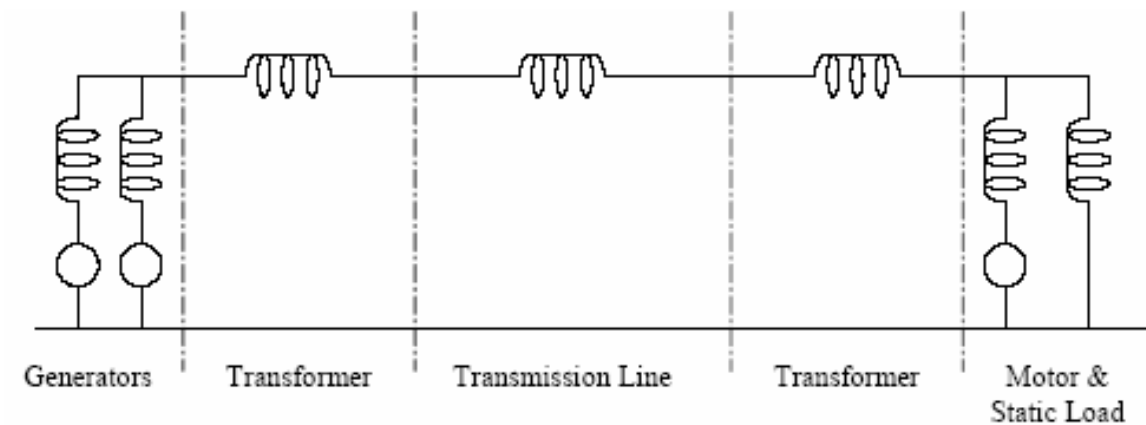 Generators
Transformer
Transmission Line
Transformer
Motor &
Static Load